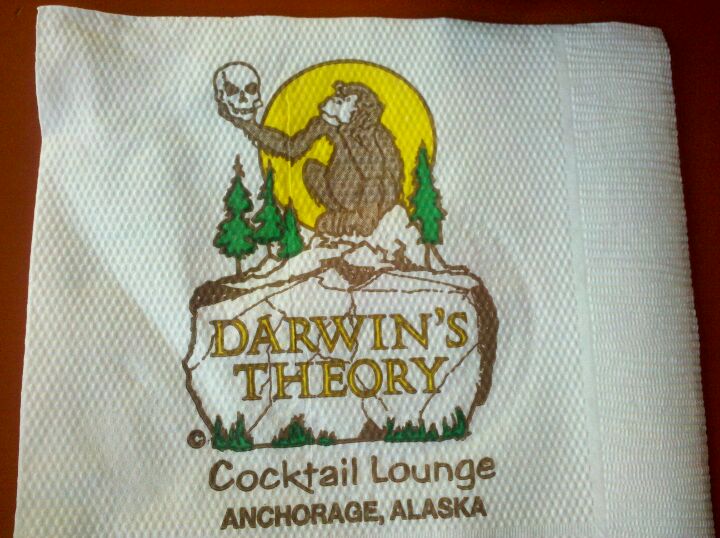 DARWIN'S
THEORY
©
Cocktail Lounge
ANCHORAGE, ALASKA